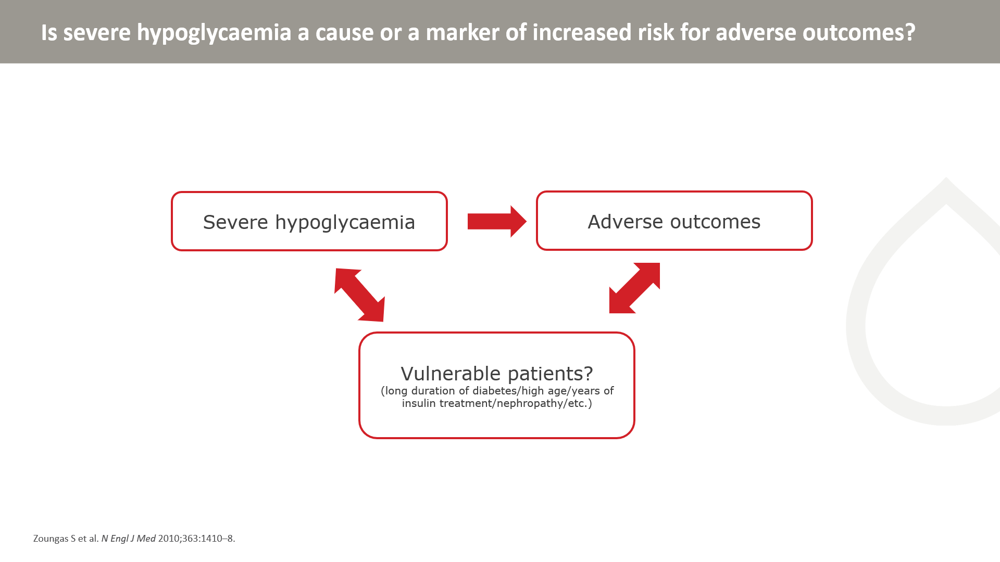 Is severe hypoglycaemia a cause or a marker of increased risk for adverse outcomes?
Severe hypoglycaemia
Adverse outcomes
Vulnerable patients?
(long duration of diabetes/high age/years of
insulin treatment/nephropathy/etc.)
Zoungas S et al. N Engl J Med 2010;363:1410–8.